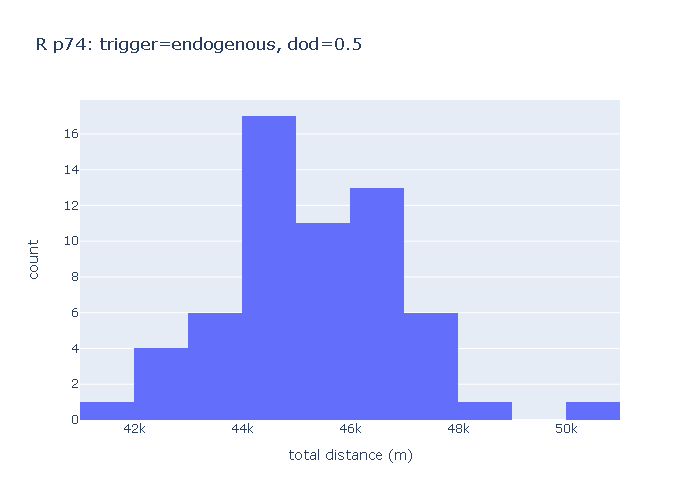 R p74: trigger=endogenous, dod=0.5
count
16
14
12
10
8
6
4
2
0
42k 44k 46k 48k 50k
total distance (m)